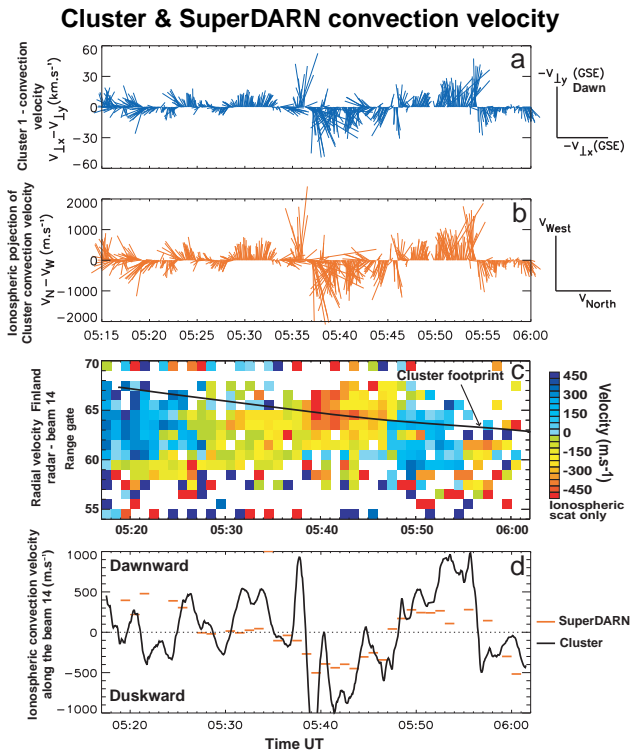 Cluster & SuperDARN convection velocity
Cluster 1 - convection
velocity
V⊥x – V⊥y (km.s⁻¹)
60
30
0
-30
-60
a
-V⊥y (GSE)
Dawn
-V⊥x (GSE)
Ionospheric pojection of
Cluster convection velocity
V_N – V_W (m.s⁻¹)
2000
1000
0
-1000
-2000
b
V_West
V_North
05:15 05:20 05:25 05:30 05:35 05:40 05:45 05:50 05:55 06:00
Radial velocity Finland
radar - beam 14
Range gate
70
65
60
55
c
Cluster footprint
05:20 05:30 05:40 05:50 06:00
450
300
150
0
-150
-300
-450
Velocity (m.s⁻¹)
Ionospheric
scat only
Ionospheric convection velocity
along the beam 14 (m.s⁻¹)
1000
500
0
-500
-1000
Dawnward
d
Duskward
SuperDARN
Cluster
05:20 05:30 05:40 05:50 06:00
Time UT